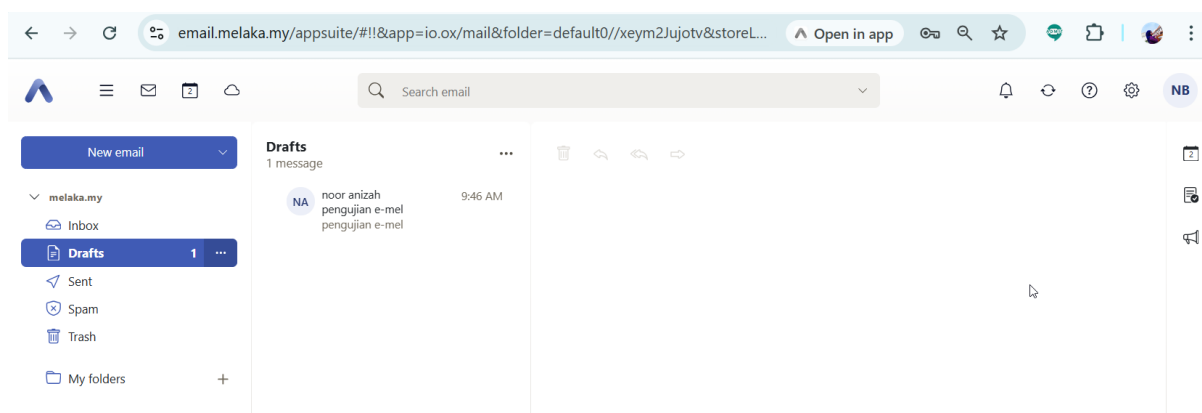 email.melaka.my/appsuite/#!!&app=io.ox/mail&folder=default0//xeym2Jujotv&storeL...
Open in app
2
Search email
NB
New email
Drafts
1 message
2
melaka.my
NA
noor anizah
9:46 AM
pengujian e-mel
pengujian e-mel
Inbox
Drafts 1
Sent
Spam
Trash
My folders